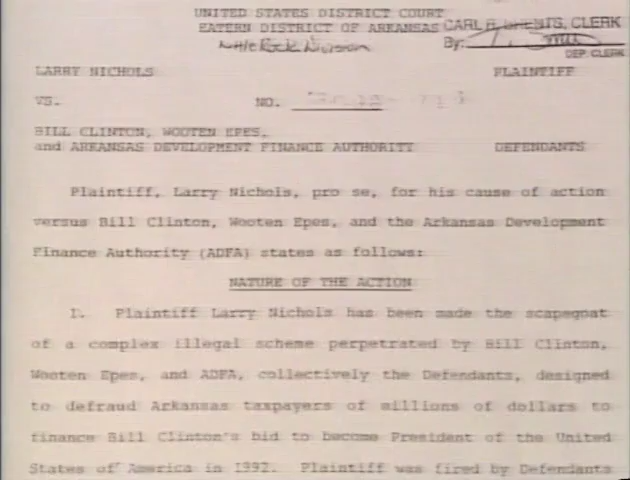 UNITED STATES DISTRICT COURT
EATERN DISTRICT OF ARKANSAS CARL R. BRENTS, CLERK
Little Rock Division By:
DEP. CLERK
LARRY NICHOLS PLAINTIFF
VS. NO.
BILL CLINTON, WOOTEN EPES,
and ARKANSAS DEVELOPMENT FINANCE AUTHORITY DEFENDANTS
Plaintiff, Larry Nichols, pro se, for his cause of action
versus Bill Clinton, Wooten Epes, and the Arkansas Development
Finance Authority (ADFA) states as follows:
NATURE OF THE ACTION
1. Plaintiff Larry Nichols has been made the scapegoat
of a complex illegal scheme perpetrated by Bill Clinton,
Wooten Epes, and ADFA, collectively the Defendants, designed
to defraud Arkansas taxpayers of millions of dollars to
finance Bill Clinton's bid to become President of the United
States of America in 1992. Plaintiff was fired by Defendants